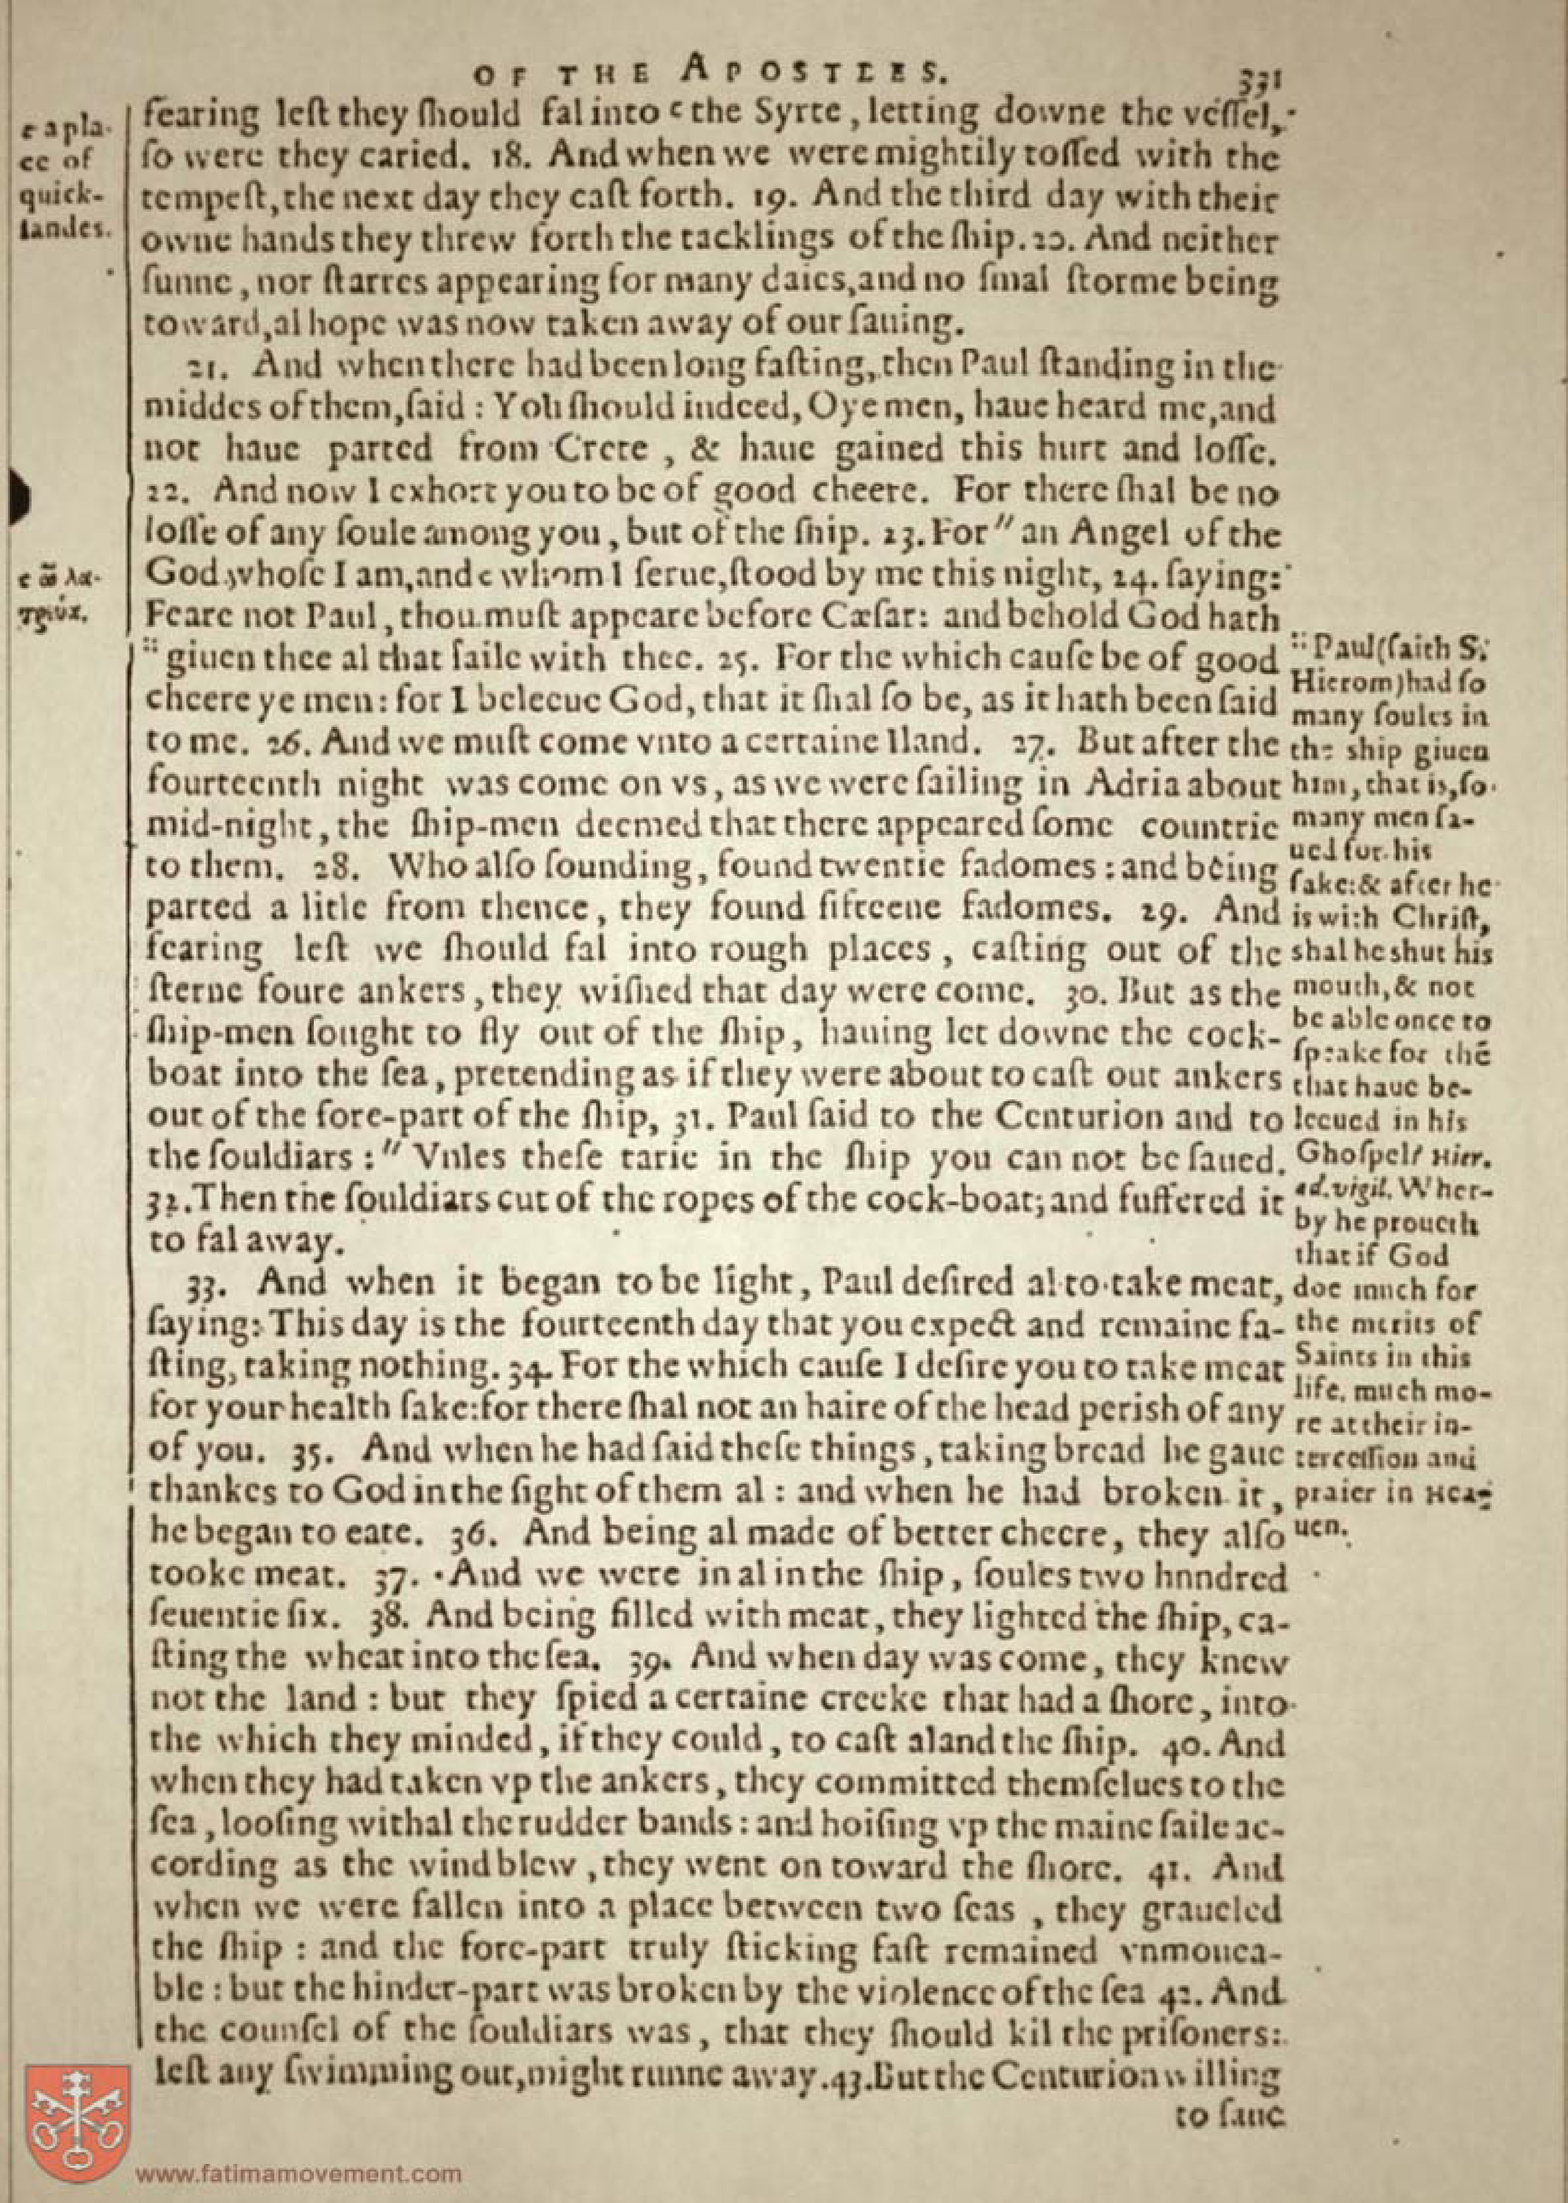 OF THE APOSTLES. 331
c a pla-
ce of
quick-
ſandes.
fearing leſt they ſhould fal into c the Syrte, letting downe the veſſel,
ſo were they caried. 18. And when we were mightily toſſed with the
tempeſt, the next day they caſt forth. 19. And the third day with their
owne hands they threw forth the tacklings of the ſhip. 20. And neither
ſunne, nor ſtarres appearing for many daies, and no ſmal ſtorme being
toward, al hope was now taken away of our ſauing.
21. And when there had been long faſting, then Paul ſtanding in the
middes of them, ſaid : You ſhould indeed, O ye men, haue heard me, and
not haue parted from Crete, & haue gained this hurt and loſſe.
22. And now I exhort you to be of good cheere. For there ſhal be no
loſſe of any ſoule among you, but of the ſhip. 23. For " an Angel of the
God whoſe I am, and c whom I ſerue, ſtood by me this night, 24. ſaying:
Feare not Paul, thou muſt appeare before Cæſar: and behold God hath
:: giuen thee al that ſaile with thee. 25. For the which cauſe be of good
cheere ye men: for I beleeue God, that it ſhal ſo be, as it hath been ſaid
to me. 26. And we muſt come vnto a certaine Iland. 27. But after the
fourteenth night was come on vs, as we were ſailing in Adria about
mid-night, the ſhip-men deemed that there appeared ſome countrie
to them. 28. Who alſo ſounding, found twentie fadomes : and being
parted a litle from thence, they found fifteene fadomes. 29. And
fearing leſt we ſhould fal into rough places, caſting out of the
ſterne foure ankers, they wiſhed that day were come. 30. But as the
ſhip-men ſought to fly out of the ſhip, hauing let downe the cock-
boat into the ſea, pretending as if they were about to caſt out ankers
out of the fore-part of the ſhip, 31. Paul ſaid to the Centurion and to
the ſouldiars : " Vnles theſe tarie in the ſhip you can not be ſaued.
32. Then the ſouldiars cut of the ropes of the cock-boat; and ſuffered it
to fal away.
33. And when it began to be light, Paul deſired al to take meat,
ſaying: This day is the fourteenth day that you expect and remaine fa-
ſting, taking nothing. 34. For the which cauſe I deſire you to take meat
for your health ſake: for there ſhal not an haire of the head periſh of any
of you. 35. And when he had ſaid theſe things, taking bread he gaue
thankes to God in the ſight of them al : and when he had broken it,
he began to eate. 36. And being al made of better cheere, they alſo
tooke meat. 37. And we were in al in the ſhip, ſoules two hnndred
ſeuentie ſix. 38. And being filled with meat, they lighted the ſhip, ca-
ſting the wheat into the ſea. 39. And when day was come, they knew
not the land : but they ſpied a certaine creeke that had a ſhore, into
the which they minded, if they could, to caſt aland the ſhip. 40. And
when they had taken vp the ankers, they committed themſelues to the
ſea, looſing withal the rudder bands : and hoiſing vp the maine ſaile ac-
cording as the wind blew, they went on toward the ſhore. 41. And
when we were fallen into a place between two ſeas, they graueled
the ſhip : and the fore-part truly ſticking faſt remained vnmouea-
ble : but the hinder-part was broken by the violence of the ſea 42. And
the counſel of the ſouldiars was, that they ſhould kil the priſoners:
leſt any ſwimming out, might runne away. 43. But the Centurion willing
to ſaue
:: Paul (ſaith S.
Hierom) had ſo
many ſoules in
the ship giuen
him, that is, ſo
many men ſa-
ued for his
ſake: & after he
is with Chriſt,
shal he shut his
mouth, & not
be able once to
ſpeake for thē
that haue be-
leeued in his
Ghoſpel? Hier.
ad. vigil. Wher-
by he proueth
that if God
doe much for
the merits of
Saints in this
life, much mo-
re at their in-
terceſſion and
praier in Hea-
uen.
www.fatimamovement.com